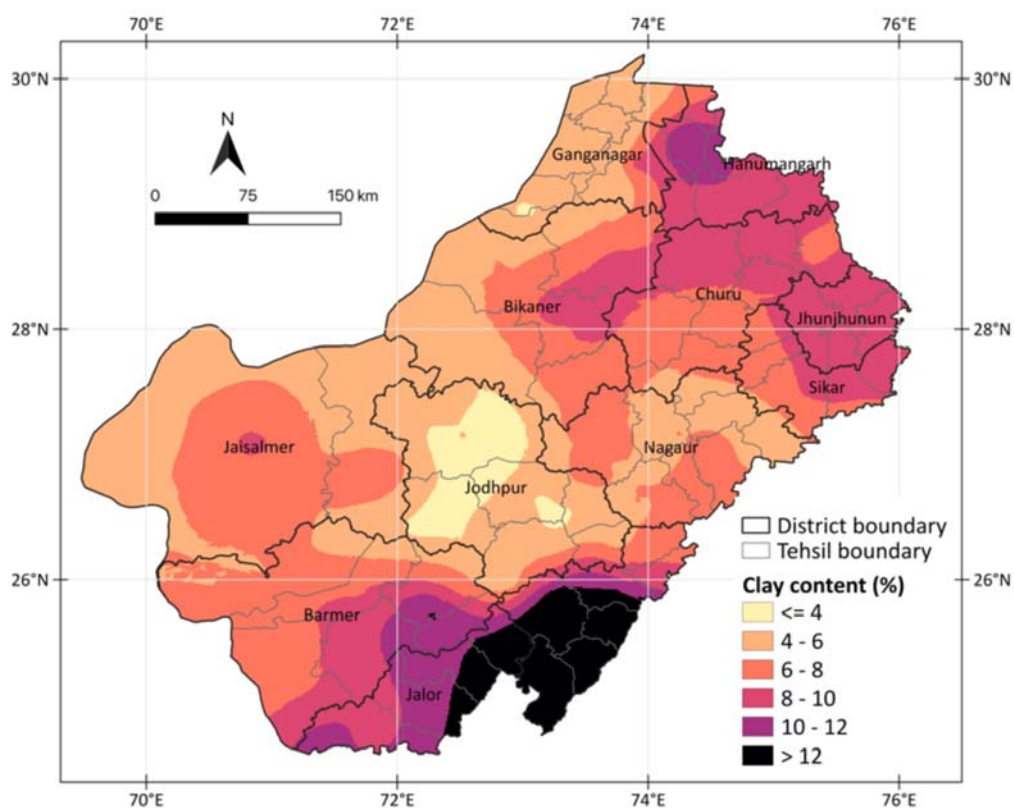 70°E 72°E 74°E 76°E
30°N 30°N
N
Ganganagar
Hanumangarh
0 75 150 km
Churu
Bikaner
Jhunjhunun
28°N 28°N
Sikar
Jaisalmer
Nagaur
Jodhpur
District boundary
Tehsil boundary
26°N 26°N
Clay content (%)
Barmer
<= 4
4 - 6
6 - 8
Jalor
8 - 10
10 - 12
> 12
70°E 72°E 74°E 76°E